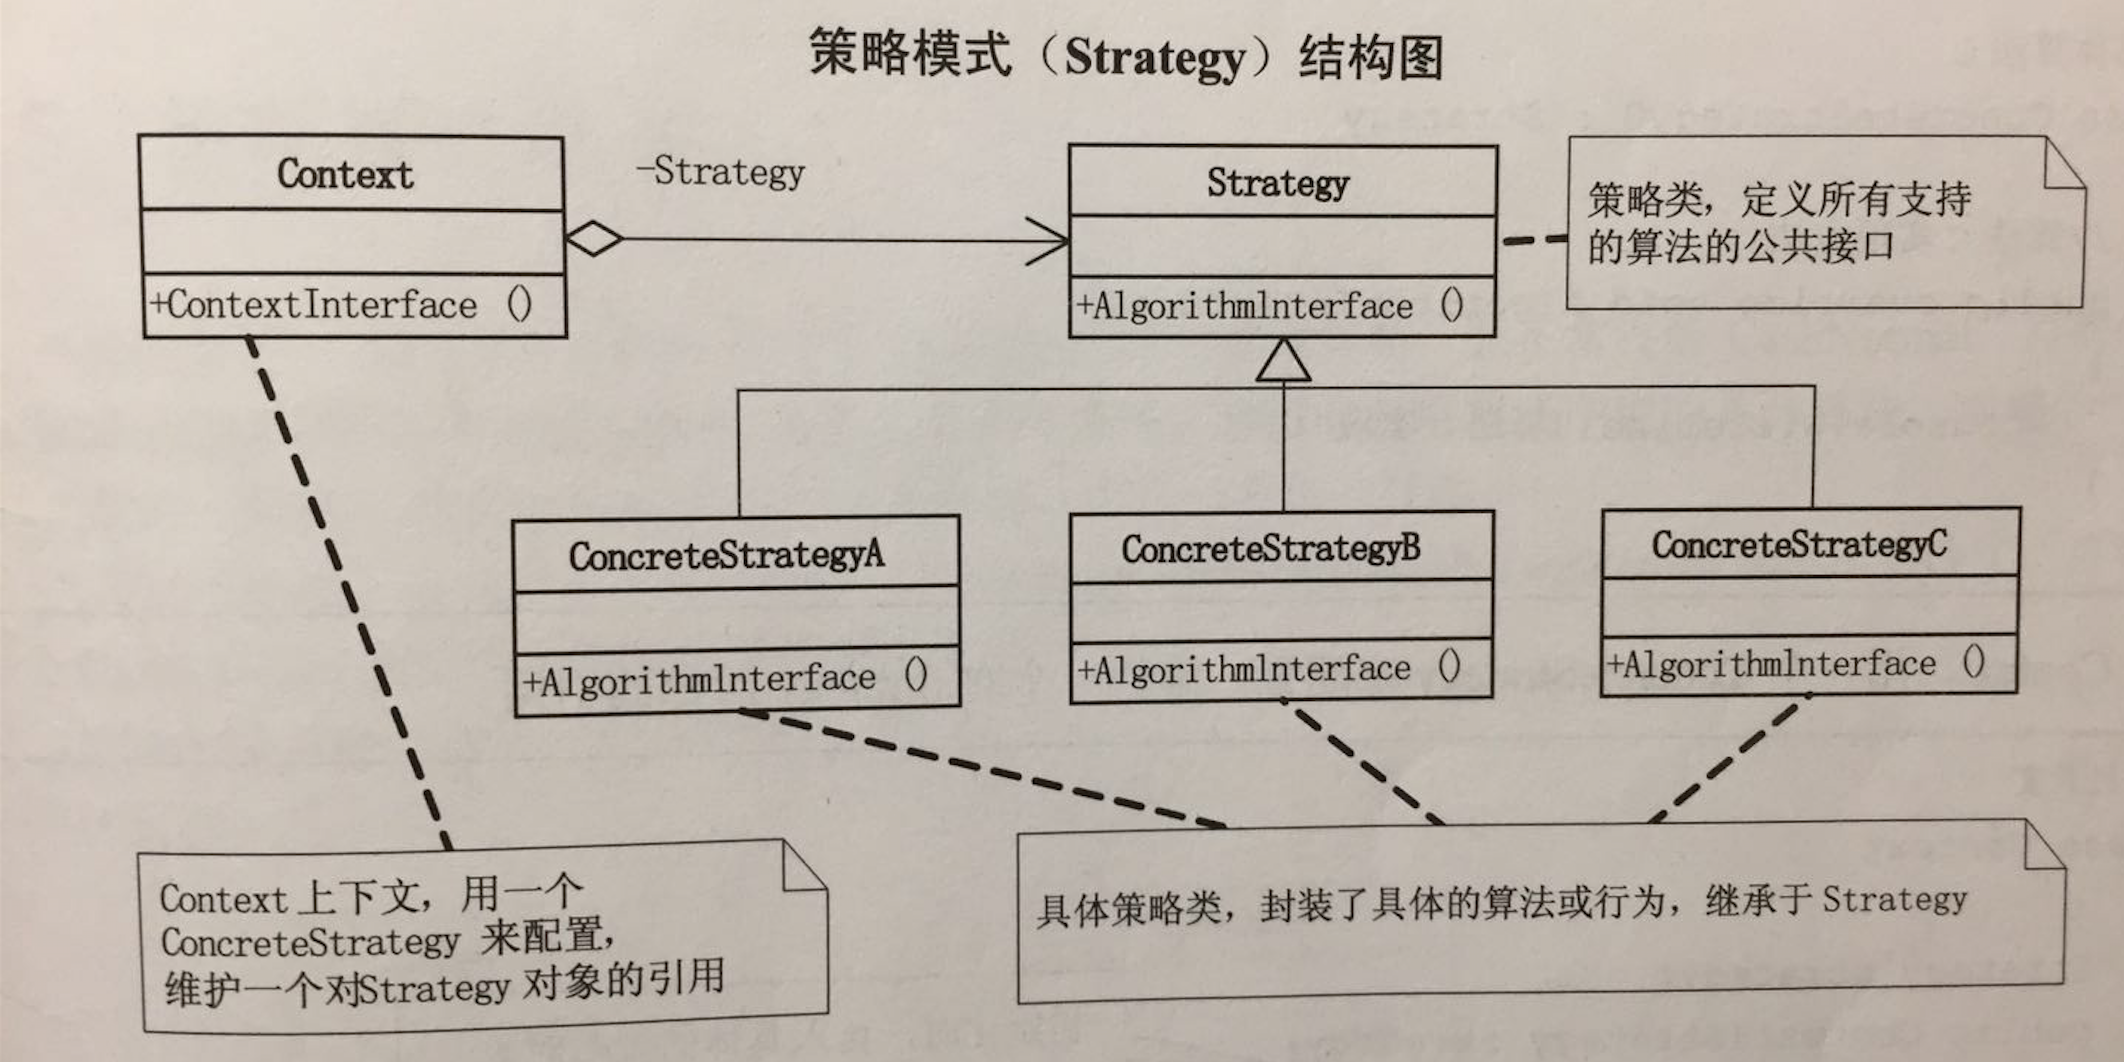 策略模式（Strategy）结构图
Context
-Strategy
Strategy
策略类，定义所有支持
的算法的公共接口
+ContextInterface ()
+Algorithmlnterface ()
ConcreteStrategyA
ConcreteStrategyB
ConcreteStrategyC
+Algorithmlnterface ()
+Algorithmlnterface ()
+Algorithmlnterface ()
Context 上下文，用一个
ConcreteStrategy 来配置，
维护一个对Strategy 对象的引用
具体策略类，封装了具体的算法或行为，继承于 Strategy